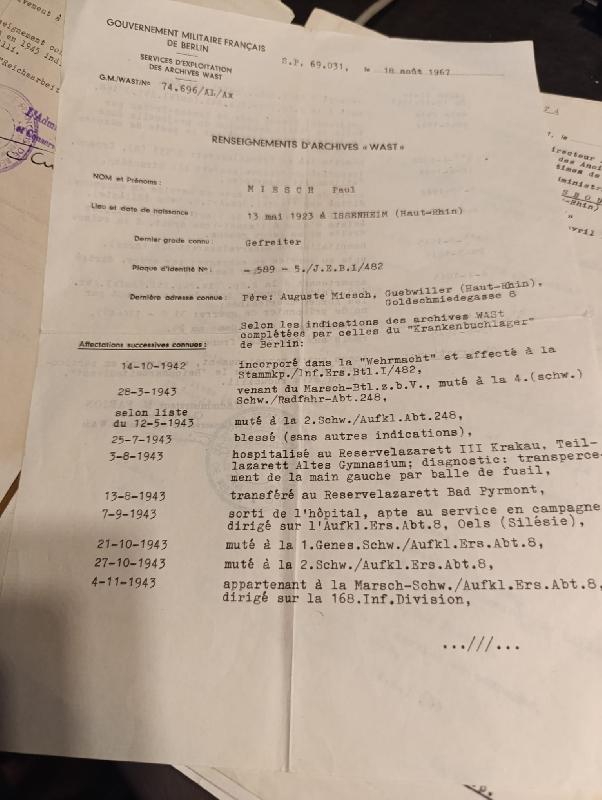 GOUVERNEMENT MILITAIRE FRANÇAIS
DE BERLIN
SERVICES D'EXPLOITATION
DES ARCHIVES WAST
G.M./WAST/No 74.696/AL/Ax
S.P. 69.031, le 18 août 1967
RENSEIGNEMENTS D'ARCHIVES « WAST »
NOM et Prénoms : M I E S C H Paul
Lieu et date de naissance : 13 mai 1923 à ISSENHEIM (Haut-Rhin)
Dernier grade connu : Gefreiter
Plaque d'identité No : - 589 - 5./J.E.B.I/482
Dernière adresse connue : Père: Auguste Miesch, Guebwiller (Haut-Rhin),
Goldschmiedegasse 6
Selon les indications des archives WASt
complétées par celles du "Krankenbuchlager"
de Berlin:
Affectations successives connues :
14-10-1942 incorporé dans la "Wehrmacht" et affecté à la
Stammkp./Inf.Ers.Btl.I/482,
28-3-1943 venant du Marsch-Btl.z.b.V., muté à la 4.(schw.)
Schw./Radfahr-Abt.248,
selon liste
du 12-5-1943 muté à la 2.Schw./Aufkl.Abt.248,
25-7-1943 blessé (sans autres indications),
3-8-1943 hospitalisé au Reservelazarett III Krakau, Teil-
lazarett Altes Gymnasium; diagnostic: transperce-
ment de la main gauche par balle de fusil,
13-8-1943 transféré au Reservelazarett Bad Pyrmont,
7-9-1943 sorti de l'hôpital, apte au service en campagne
dirigé sur l'Aufkl.Ers.Abt.8, Oels (Silésie),
21-10-1943 muté à la 1.Genes.Schw./Aufkl.Ers.Abt.8,
27-10-1943 muté à la 2.Schw./Aufkl.Ers.Abt.8,
4-11-1943 appartenant à la Marsch-Schw./Aufkl.Ers.Abt.8,
dirigé sur la 168.Inf.Division,
...///...
en 1945
"Reichsarbeit